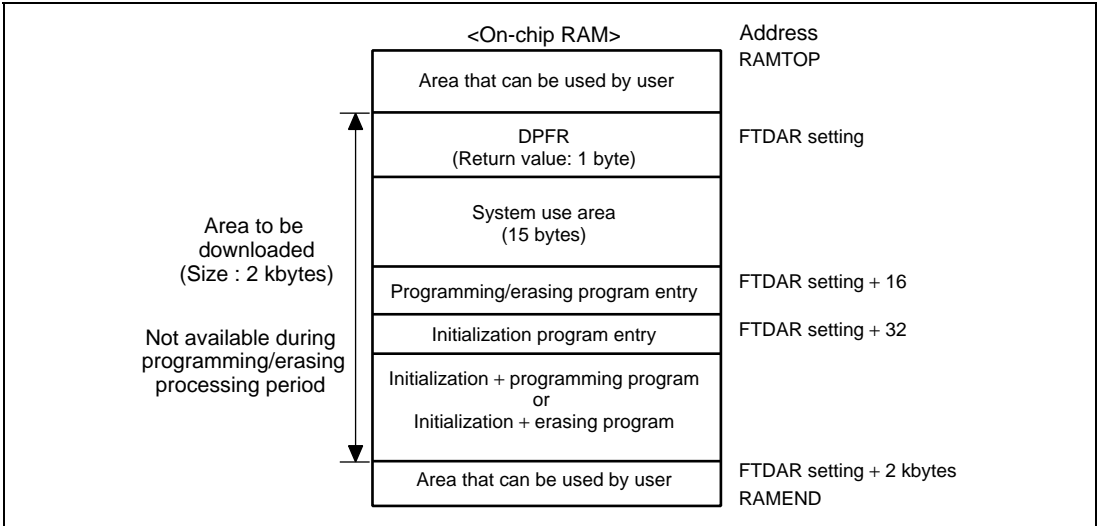 <On-chip RAM>
Address
RAMTOP
Area that can be used by user
DPFR
(Return value: 1 byte)
FTDAR setting
System use area
(15 bytes)
Area to be
downloaded
(Size : 2 kbytes)
Programming/erasing program entry
FTDAR setting + 16
Initialization program entry
FTDAR setting + 32
Not available during
programming/erasing
processing period
Initialization + programming program
or
Initialization + erasing program
Area that can be used by user
FTDAR setting + 2 kbytes
RAMEND